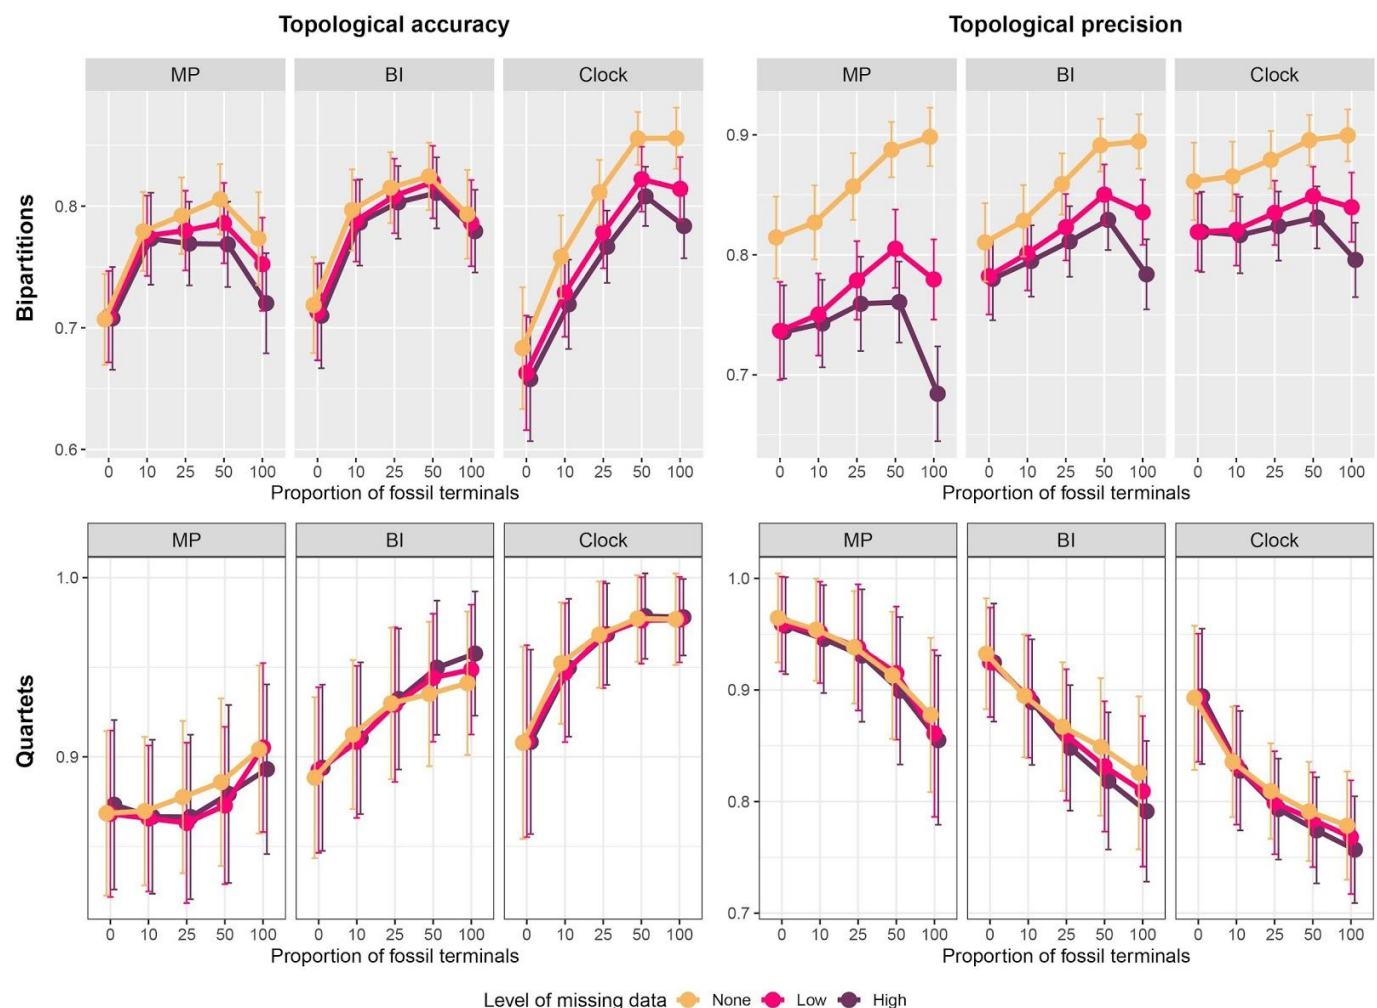 Topological accuracy
Topological precision
MP BI Clock
MP BI Clock
Bipartitions
0.8
0.7
0.6
0.9
0.8
0.7
0 10 25 50 100 0 10 25 50 100 0 10 25 50 100
0 10 25 50 100 0 10 25 50 100 0 10 25 50 100
Proportion of fossil terminals
Proportion of fossil terminals
MP BI Clock
MP BI Clock
Quartets
1.0
0.9
1.0
0.9
0.8
0.7
0 10 25 50 100 0 10 25 50 100 0 10 25 50 100
0 10 25 50 100 0 10 25 50 100 0 10 25 50 100
Proportion of fossil terminals
Proportion of fossil terminals
Level of missing data None Low High